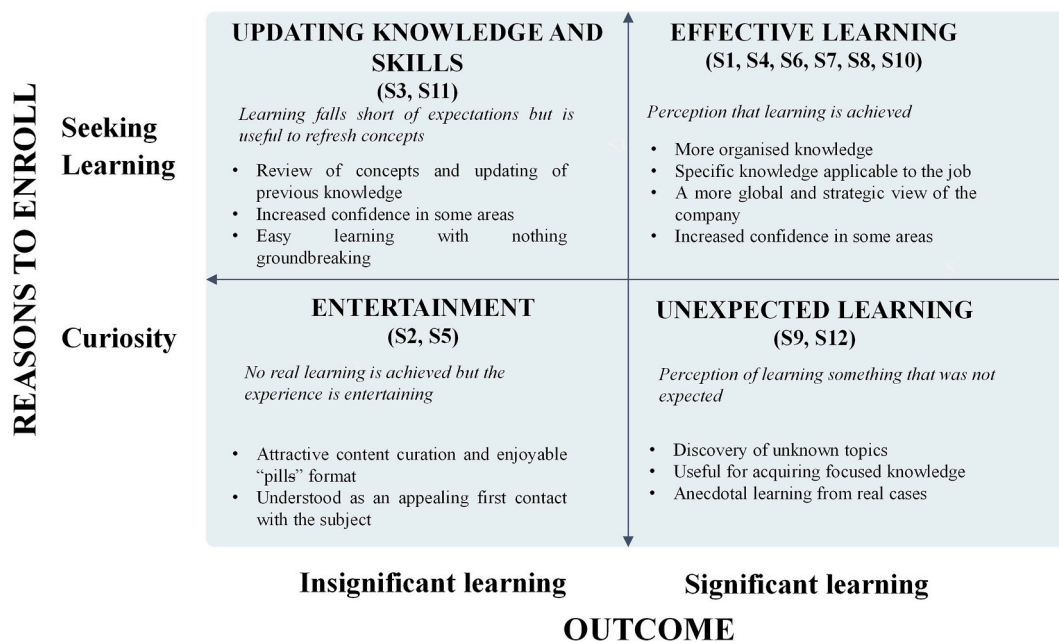 REASONS TO ENROLL
Seeking
Learning
UPDATING KNOWLEDGE AND
SKILLS
(S3, S11)
Learning falls short of expectations but is
useful to refresh concepts
• Review of concepts and updating of
previous knowledge
• Increased confidence in some areas
• Easy learning with nothing
groundbreaking
EFFECTIVE LEARNING
(S1, S4, S6, S7, S8, S10)
Perception that learning is achieved
• More organised knowledge
• Specific knowledge applicable to the job
• A more global and strategic view of the
company
• Increased confidence in some areas
Curiosity
ENTERTAINMENT
(S2, S5)
No real learning is achieved but the
experience is entertaining
• Attractive content curation and enjoyable
“pills” format
• Understood as an appealing first contact
with the subject
UNEXPECTED LEARNING
(S9, S12)
Perception of learning something that was not
expected
• Discovery of unknown topics
• Useful for acquiring focused knowledge
• Anecdotal learning from real cases
Insignificant learning
Significant learning
OUTCOME